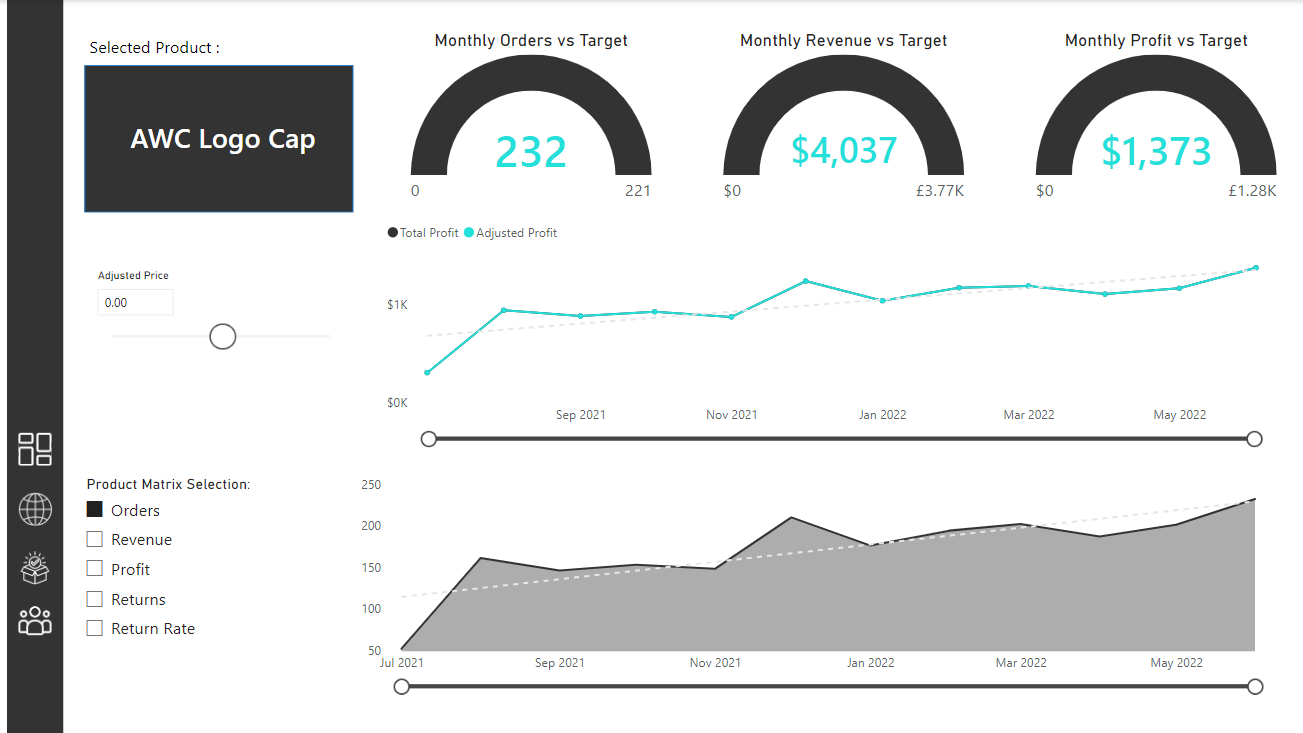 Selected Product :
AWC Logo Cap
Monthly Orders vs Target
232
0
221
Monthly Revenue vs Target
$4,037
$0
£3.77K
Monthly Profit vs Target
$1,373
$0
£1.28K
Adjusted Price
0.00
Total Profit Adjusted Profit
$1K
$0K
Sep 2021 Nov 2021 Jan 2022 Mar 2022 May 2022
Product Matrix Selection:
Orders
Revenue
Profit
Returns
Return Rate
250
200
150
100
50
Jul 2021 Sep 2021 Nov 2021 Jan 2022 Mar 2022 May 2022